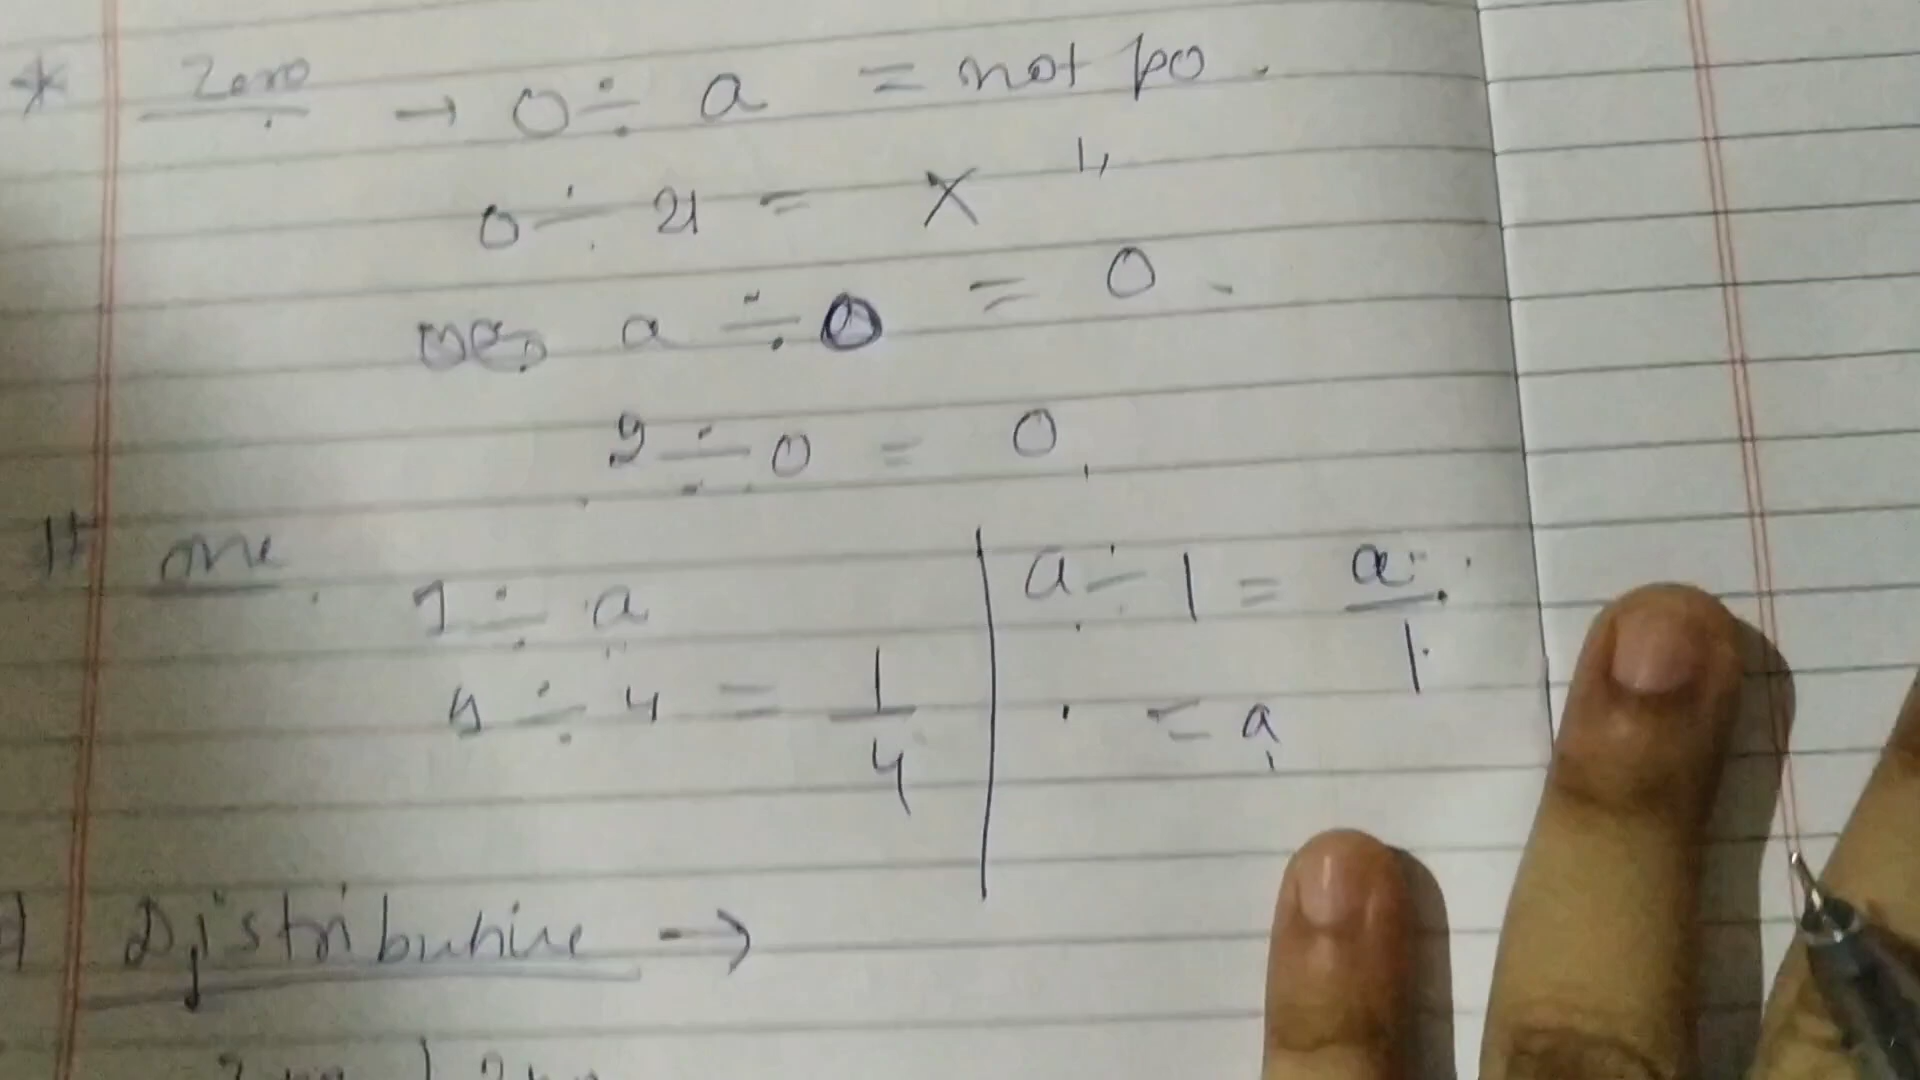 * Zero → 0 ÷ a = not po.
0 ÷ 21 = × ''
a ÷ 0 = 0.
2 ÷ 0 = 0.
one
1 ÷ a
1 ÷ 4 = 1/4
a ÷ 1 = a/1
= a
Distributive →